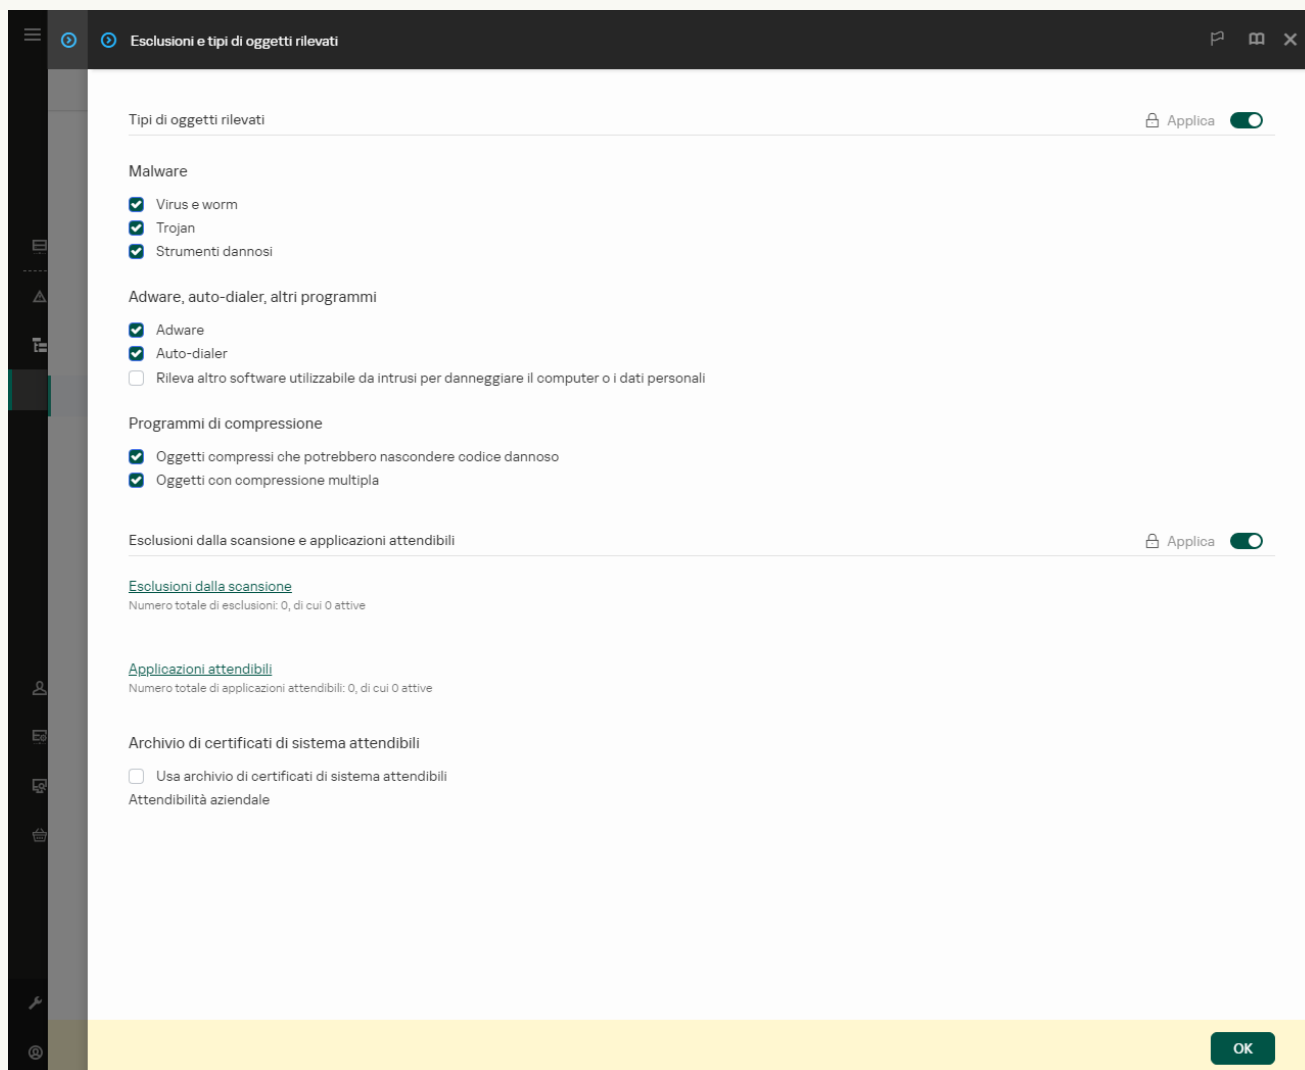 Esclusioni e tipi di oggetti rilevati
Tipi di oggetti rilevati
Applica
Malware
Virus e worm
Trojan
Strumenti dannosi
Adware, auto-dialer, altri programmi
Adware
Auto-dialer
Rileva altro software utilizzabile da intrusi per danneggiare il computer o i dati personali
Programmi di compressione
Oggetti compressi che potrebbero nascondere codice dannoso
Oggetti con compressione multipla
Esclusioni dalla scansione e applicazioni attendibili
Applica
Esclusioni dalla scansione
Numero totale di esclusioni: 0, di cui 0 attive
Applicazioni attendibili
Numero totale di applicazioni attendibili: 0, di cui 0 attive
Archivio di certificati di sistema attendibili
Usa archivio di certificati di sistema attendibili
Attendibilità aziendale
OK